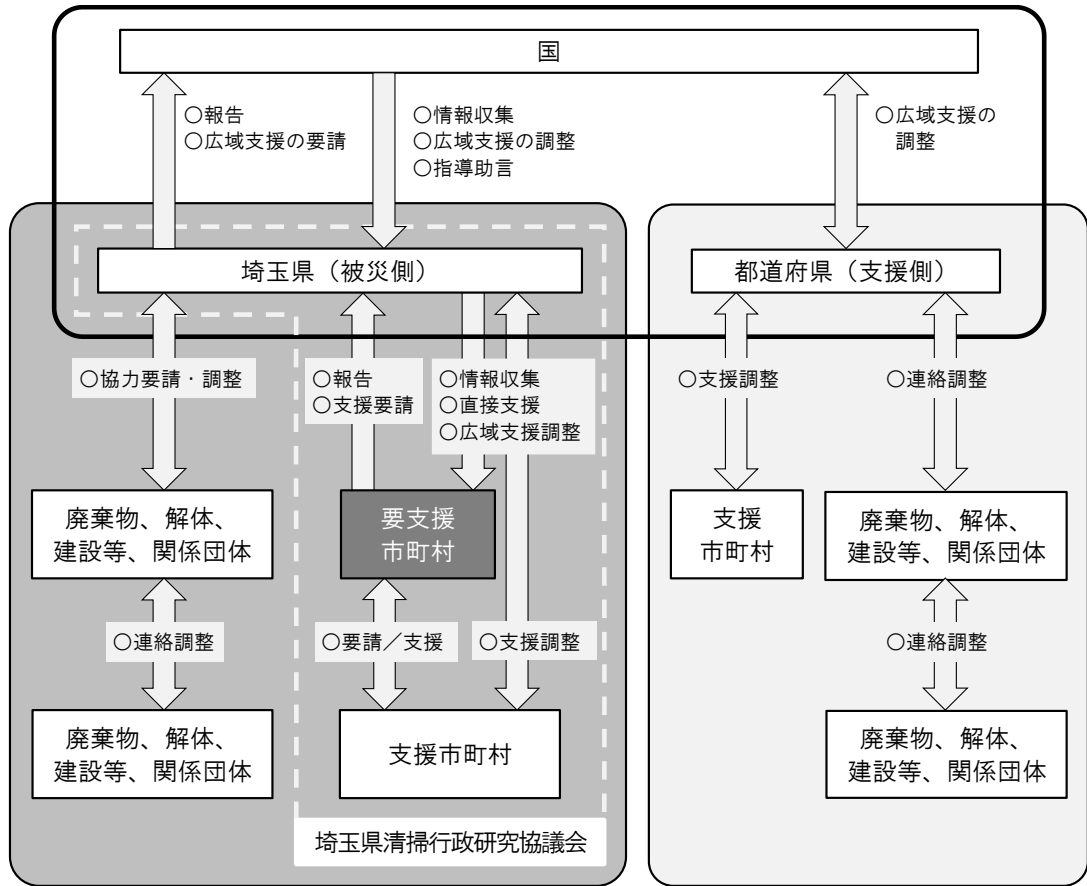 国
○報告
○広域支援の要請
○情報収集
○広域支援の調整
○指導助言
○広域支援の
調整
埼玉県（被災側）
都道府県（支援側）
○協力要請・調整
○報告
○支援要請
○情報収集
○直接支援
○広域支援調整
○支援調整
○連絡調整
廃棄物、解体、
建設等、関係団体
要支援
市町村
支援
市町村
廃棄物、解体、
建設等、関係団体
○連絡調整
○要請／支援
○支援調整
○連絡調整
廃棄物、解体、
建設等、関係団体
支援市町村
廃棄物、解体、
建設等、関係団体
埼玉県清掃行政研究協議会